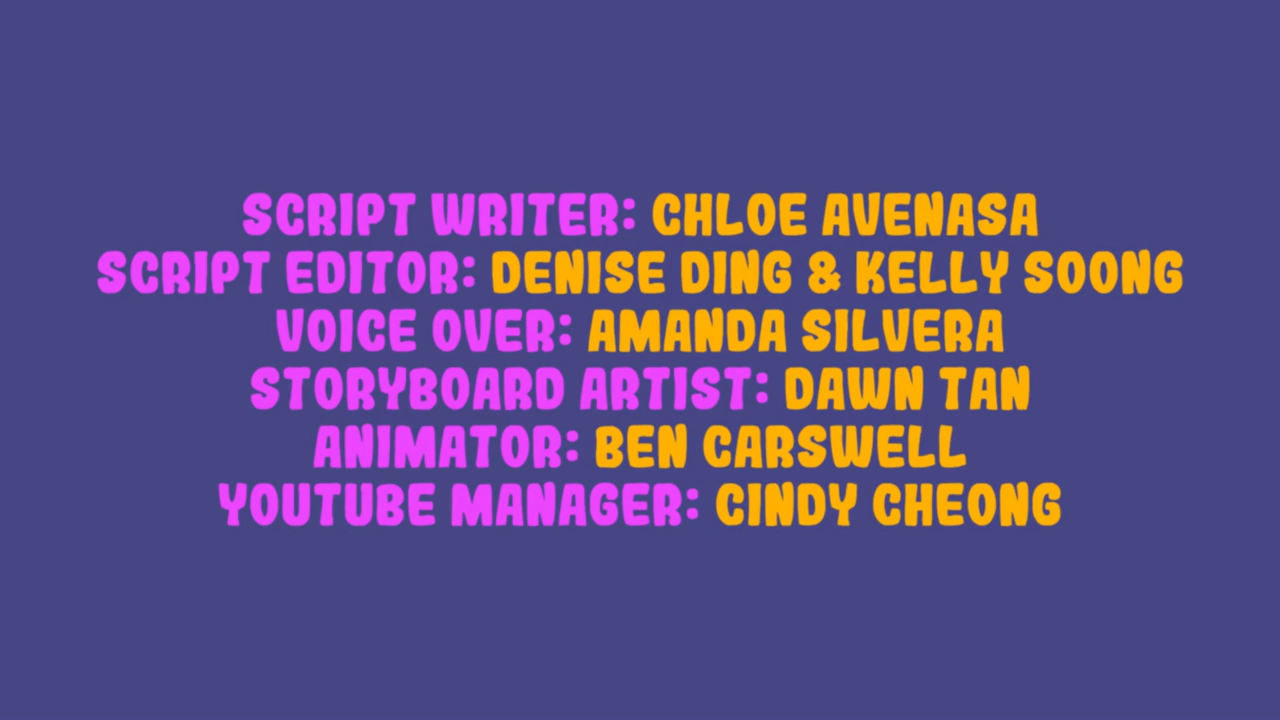 SCRIPT WRITER: CHLOE AVENASA
SCRIPT EDITOR: DENISE DING & KELLY SOONG
VOICE OVER: AMANDA SILVERA
STORYBOARD ARTIST: DAWN TAN
ANIMATOR: BEN CARSWELL
YOUTUBE MANAGER: CINDY CHEONG